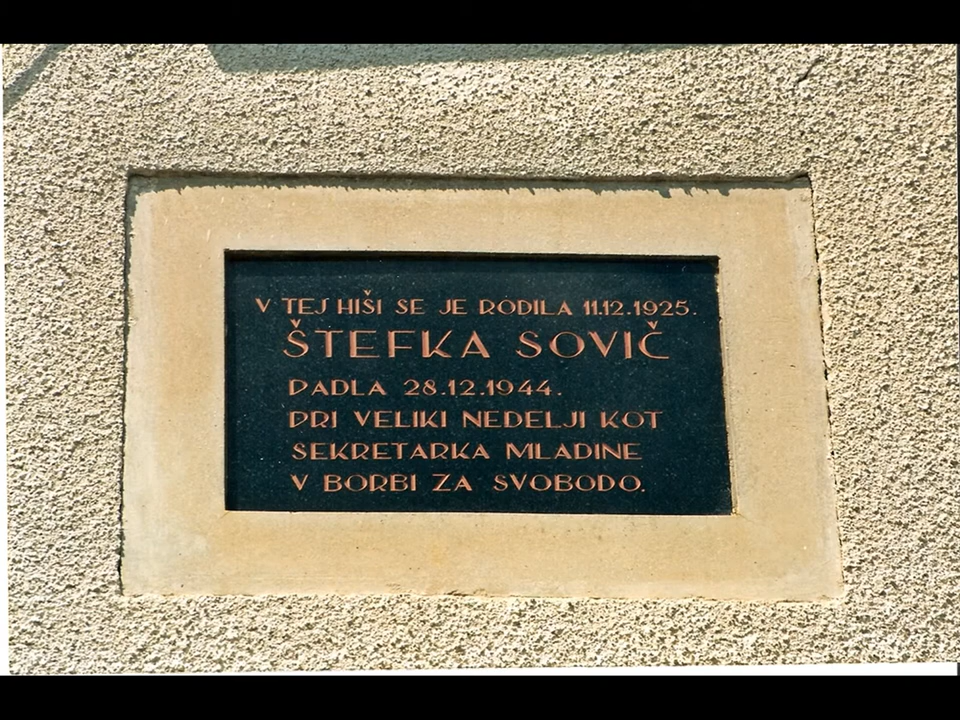 V TEJ HIŠI SE JE RODILA 11.12.1925.
ŠTEFKA SOVIČ
PADLA 28.12.1944.
PRI VELIKI NEDELJI KOT
SEKRETARKA MLADINE
V BORBI ZA SVOBODO.